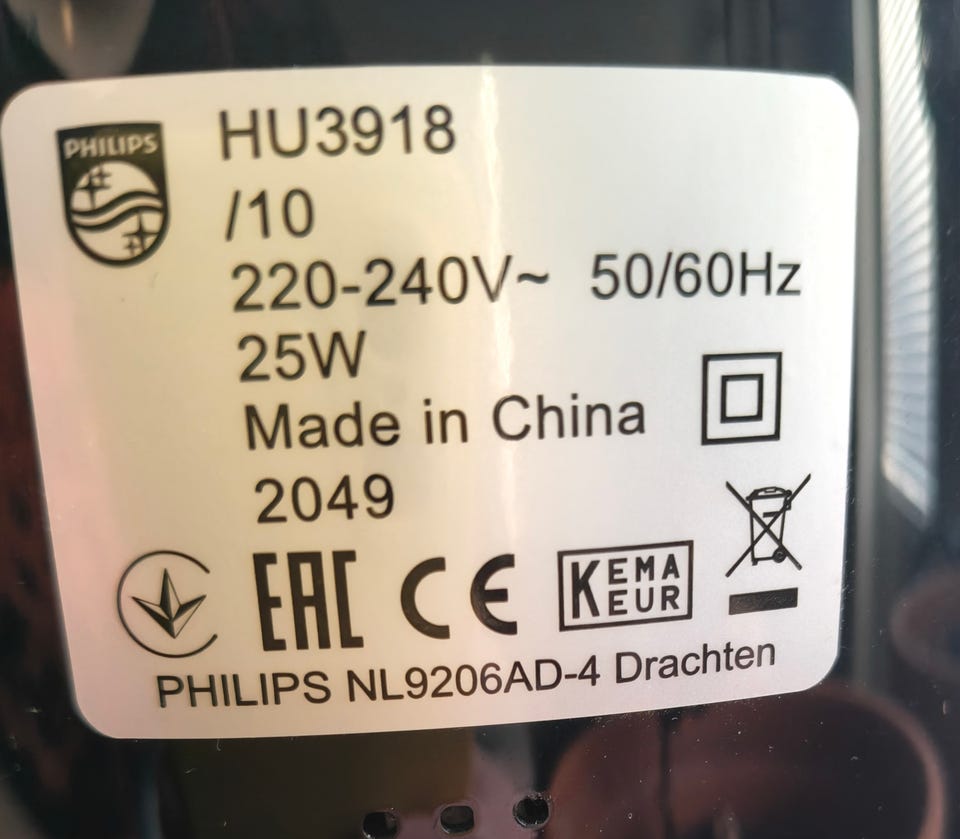 PHILIPS
HU3918
/10
220-240V~ 50/60Hz
25W
Made in China
2049
EAC CE KEMA EUR
PHILIPS NL9206AD-4 Drachten